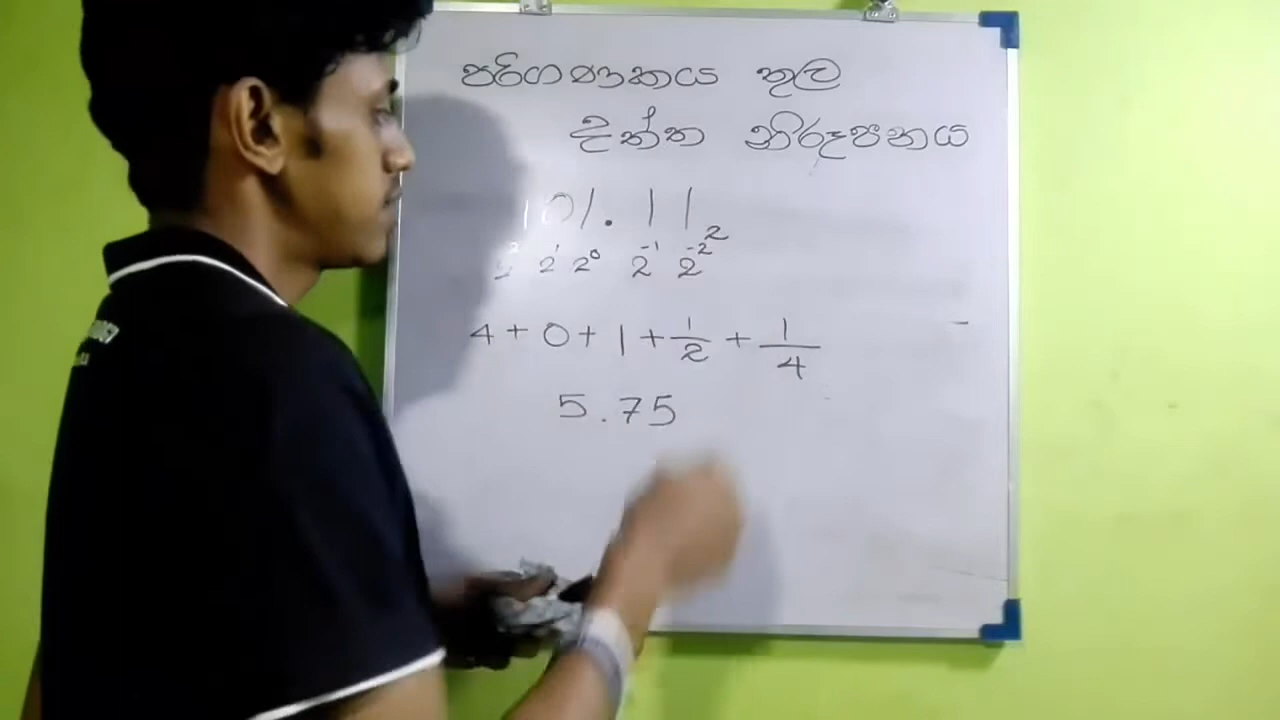 පරිගණකය තුල
දත්ත නිරූපනය
101.11₂
2² 2¹ 2⁰ 2⁻¹ 2⁻²
4 + 0 + 1 + 1/2 + 1/4
5.75